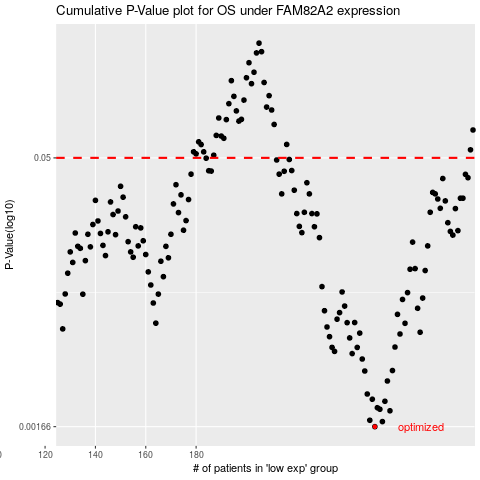 Cumulative P-Value plot for OS under FAM82A2 expression
0.05
P-Value(log10)
0.00166
optimized
0 120 140 160 180
# of patients in 'low exp' group